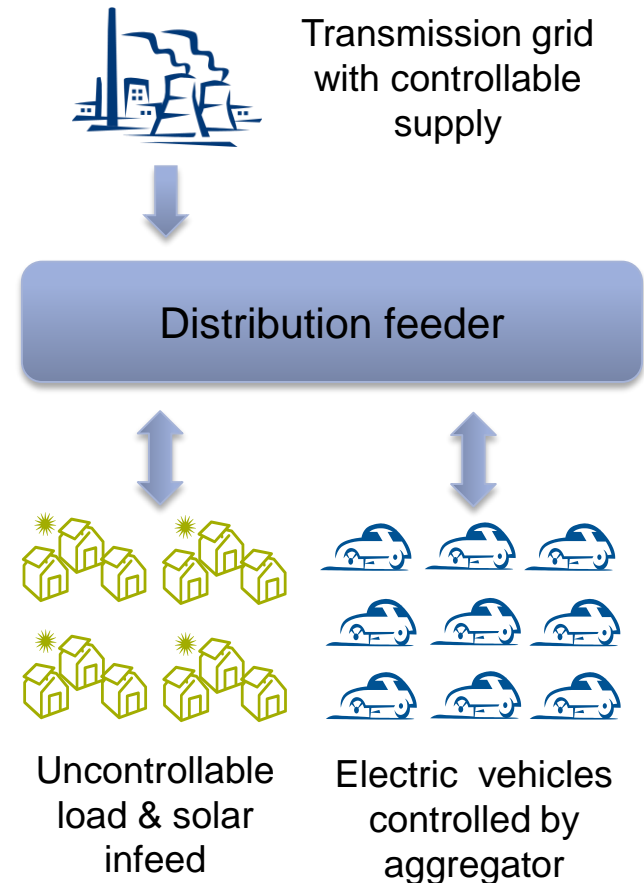 Transmission grid
with controllable
supply
Distribution feeder
Uncontrollable
load & solar
infeed
Electric vehicles
controlled by
aggregator